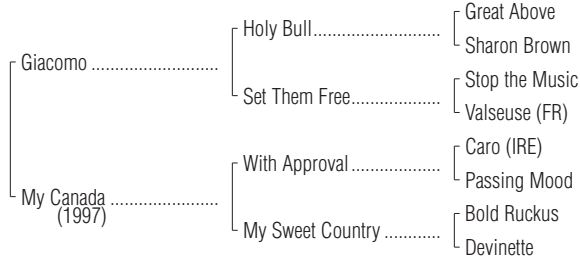 Great Above
Holy Bull..............................
Sharon Brown
Giacomo ..............................
Stop the Music
Set Them Free.....................
Valseuse (FR)
Caro (IRE)
With Approval .....................
Passing Mood
My Canada ..........................
(1997)
Bold Ruckus
My Sweet Country .............
Devinette